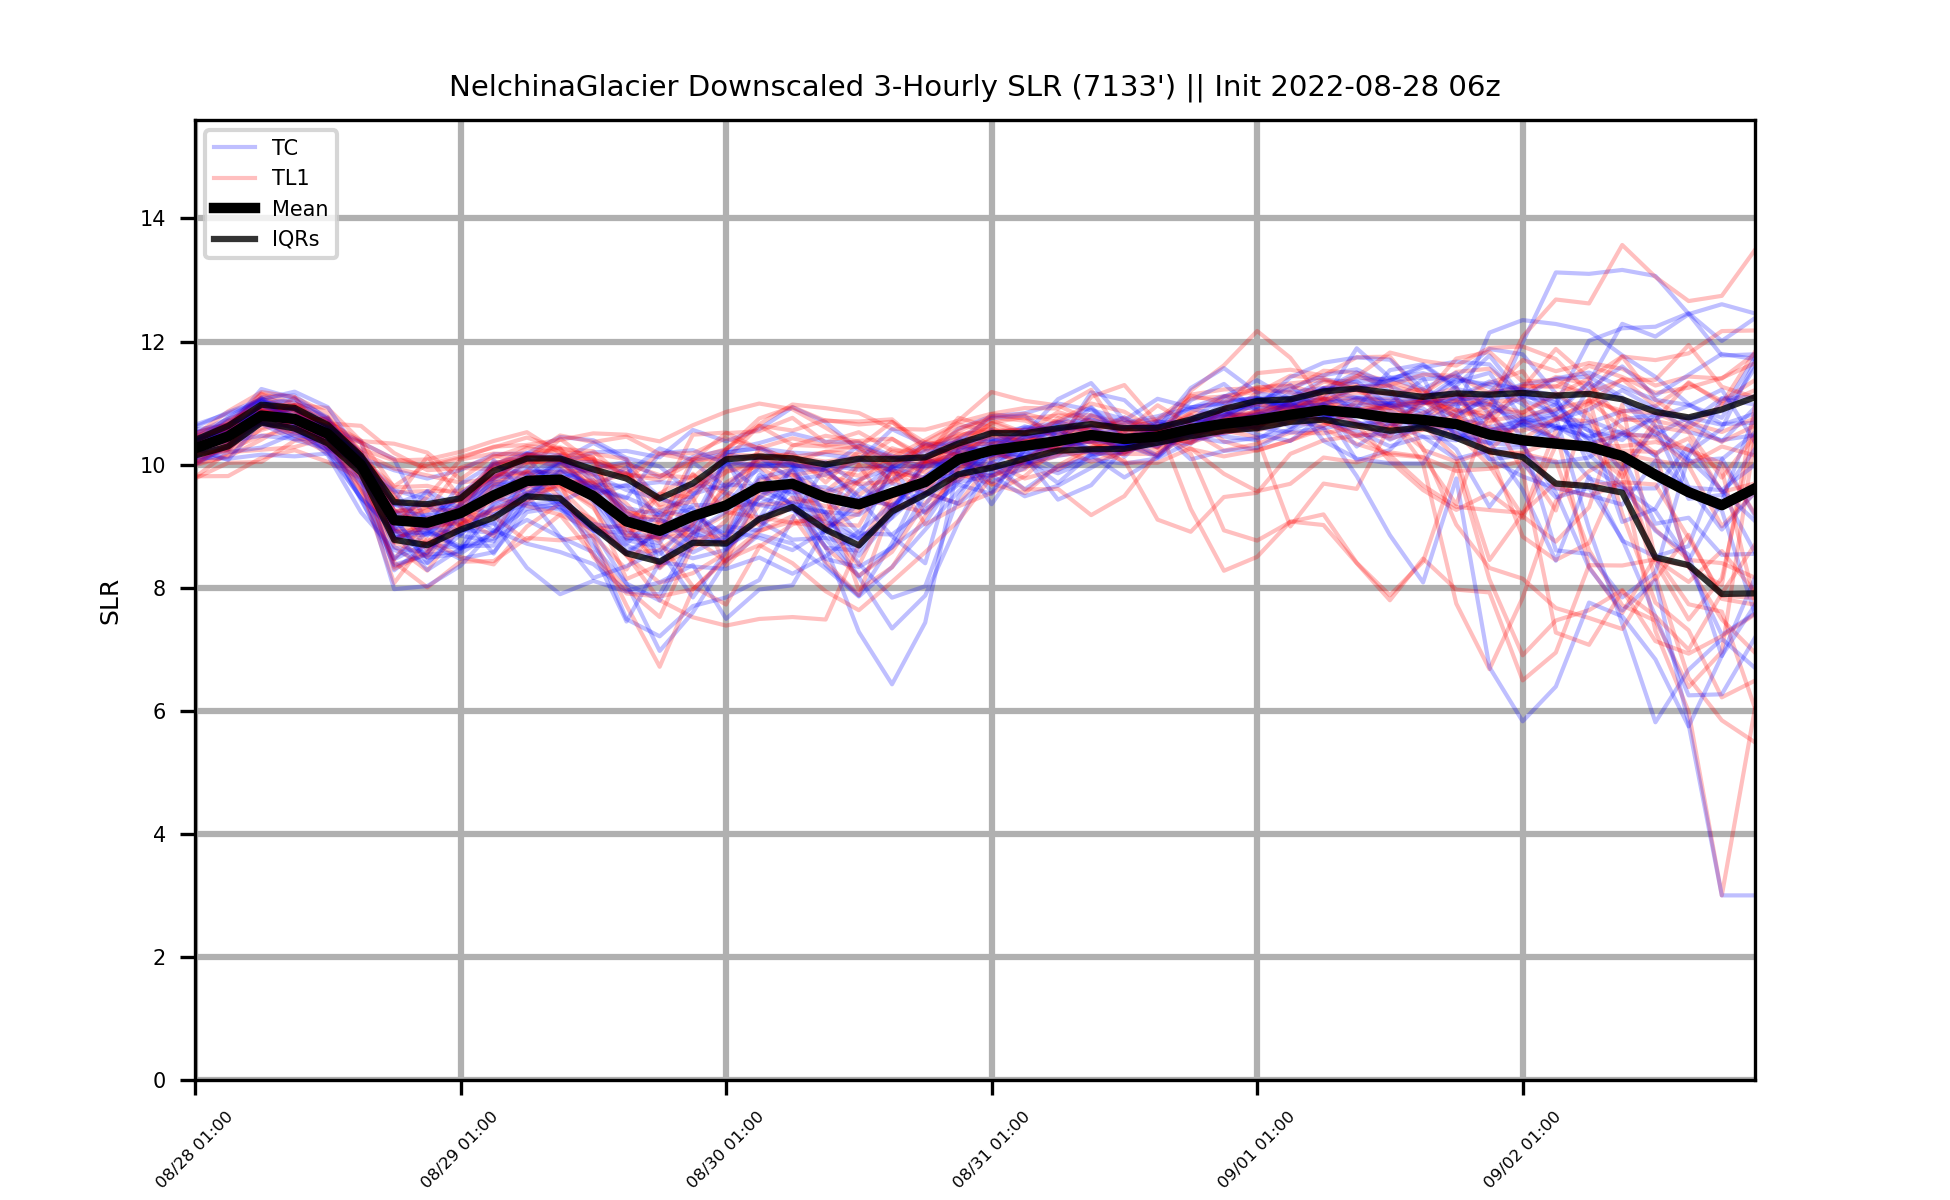 NelchinaGlacier Downscaled 3-Hourly SLR (7133') || Init 2022-08-28 06z
TC
TL1
Mean
IQRs
SLR
14
12
10
8
6
4
2
0
08/28 01:00
08/29 01:00
08/30 01:00
08/31 01:00
09/01 01:00
09/02 01:00